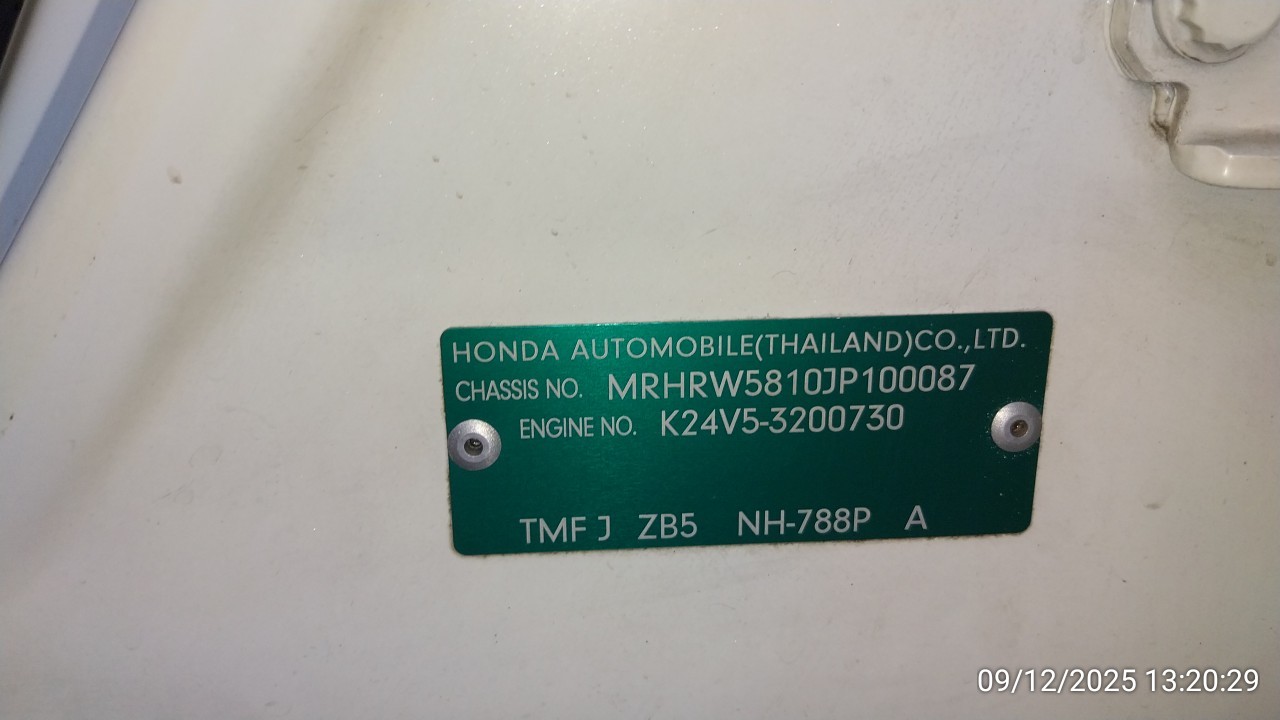 HONDA AUTOMOBILE(THAILAND)CO.,LTD.
CHASSIS NO. MRHRW5810JP100087
ENGINE NO. K24V5-3200730
TMF J ZB5 NH-788P A
09/12/2025 13:20:29